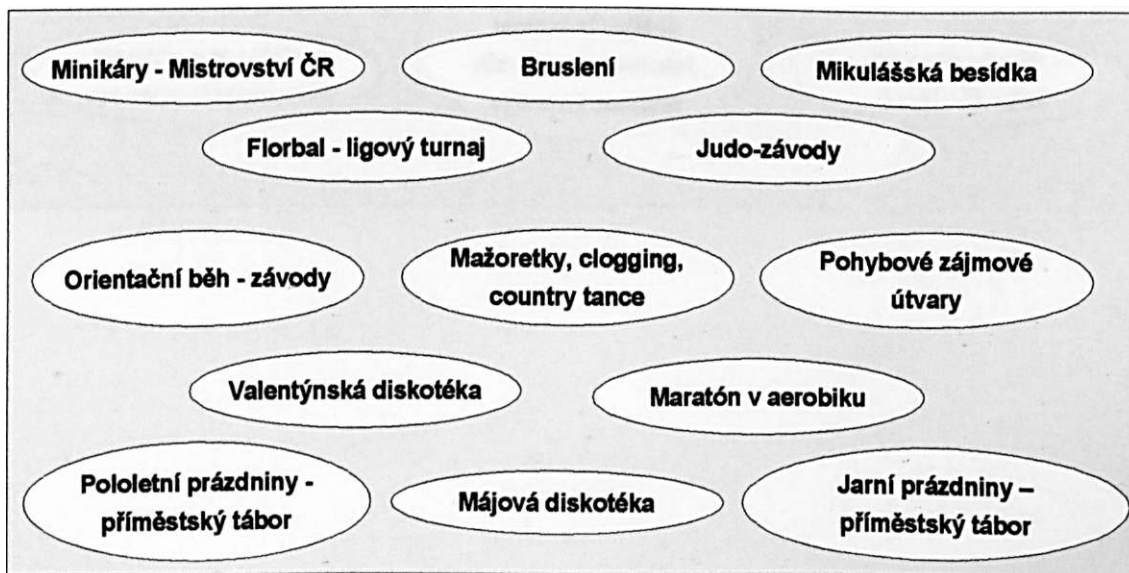 Minikáry - Mistrovství ČR
Bruslení
Mikulášská besídka
Florbal - ligový turnaj
Judo-závody
Orientační běh - závody
Mažoretky, clogging,
country tance
Pohybové zájmové
útvary
Valentýnská diskotéka
Maratón v aerobiku
Pololetní prázdniny -
příměstský tábor
Májová diskotéka
Jarní prázdniny –
příměstský tábor